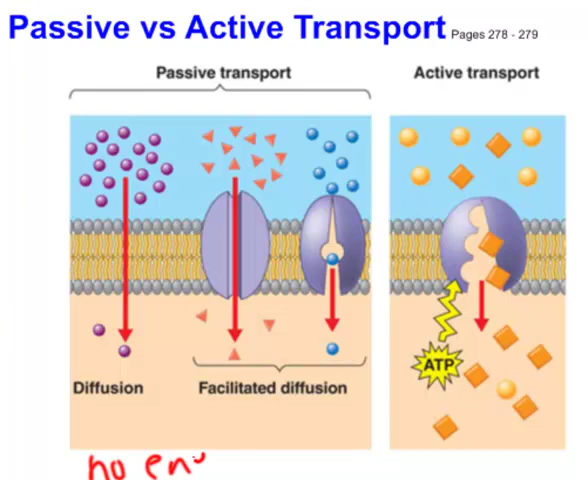 Passive vs Active Transport Pages 278 - 279
Passive transport
Active transport
ATP
Diffusion
Facilitated diffusion
no